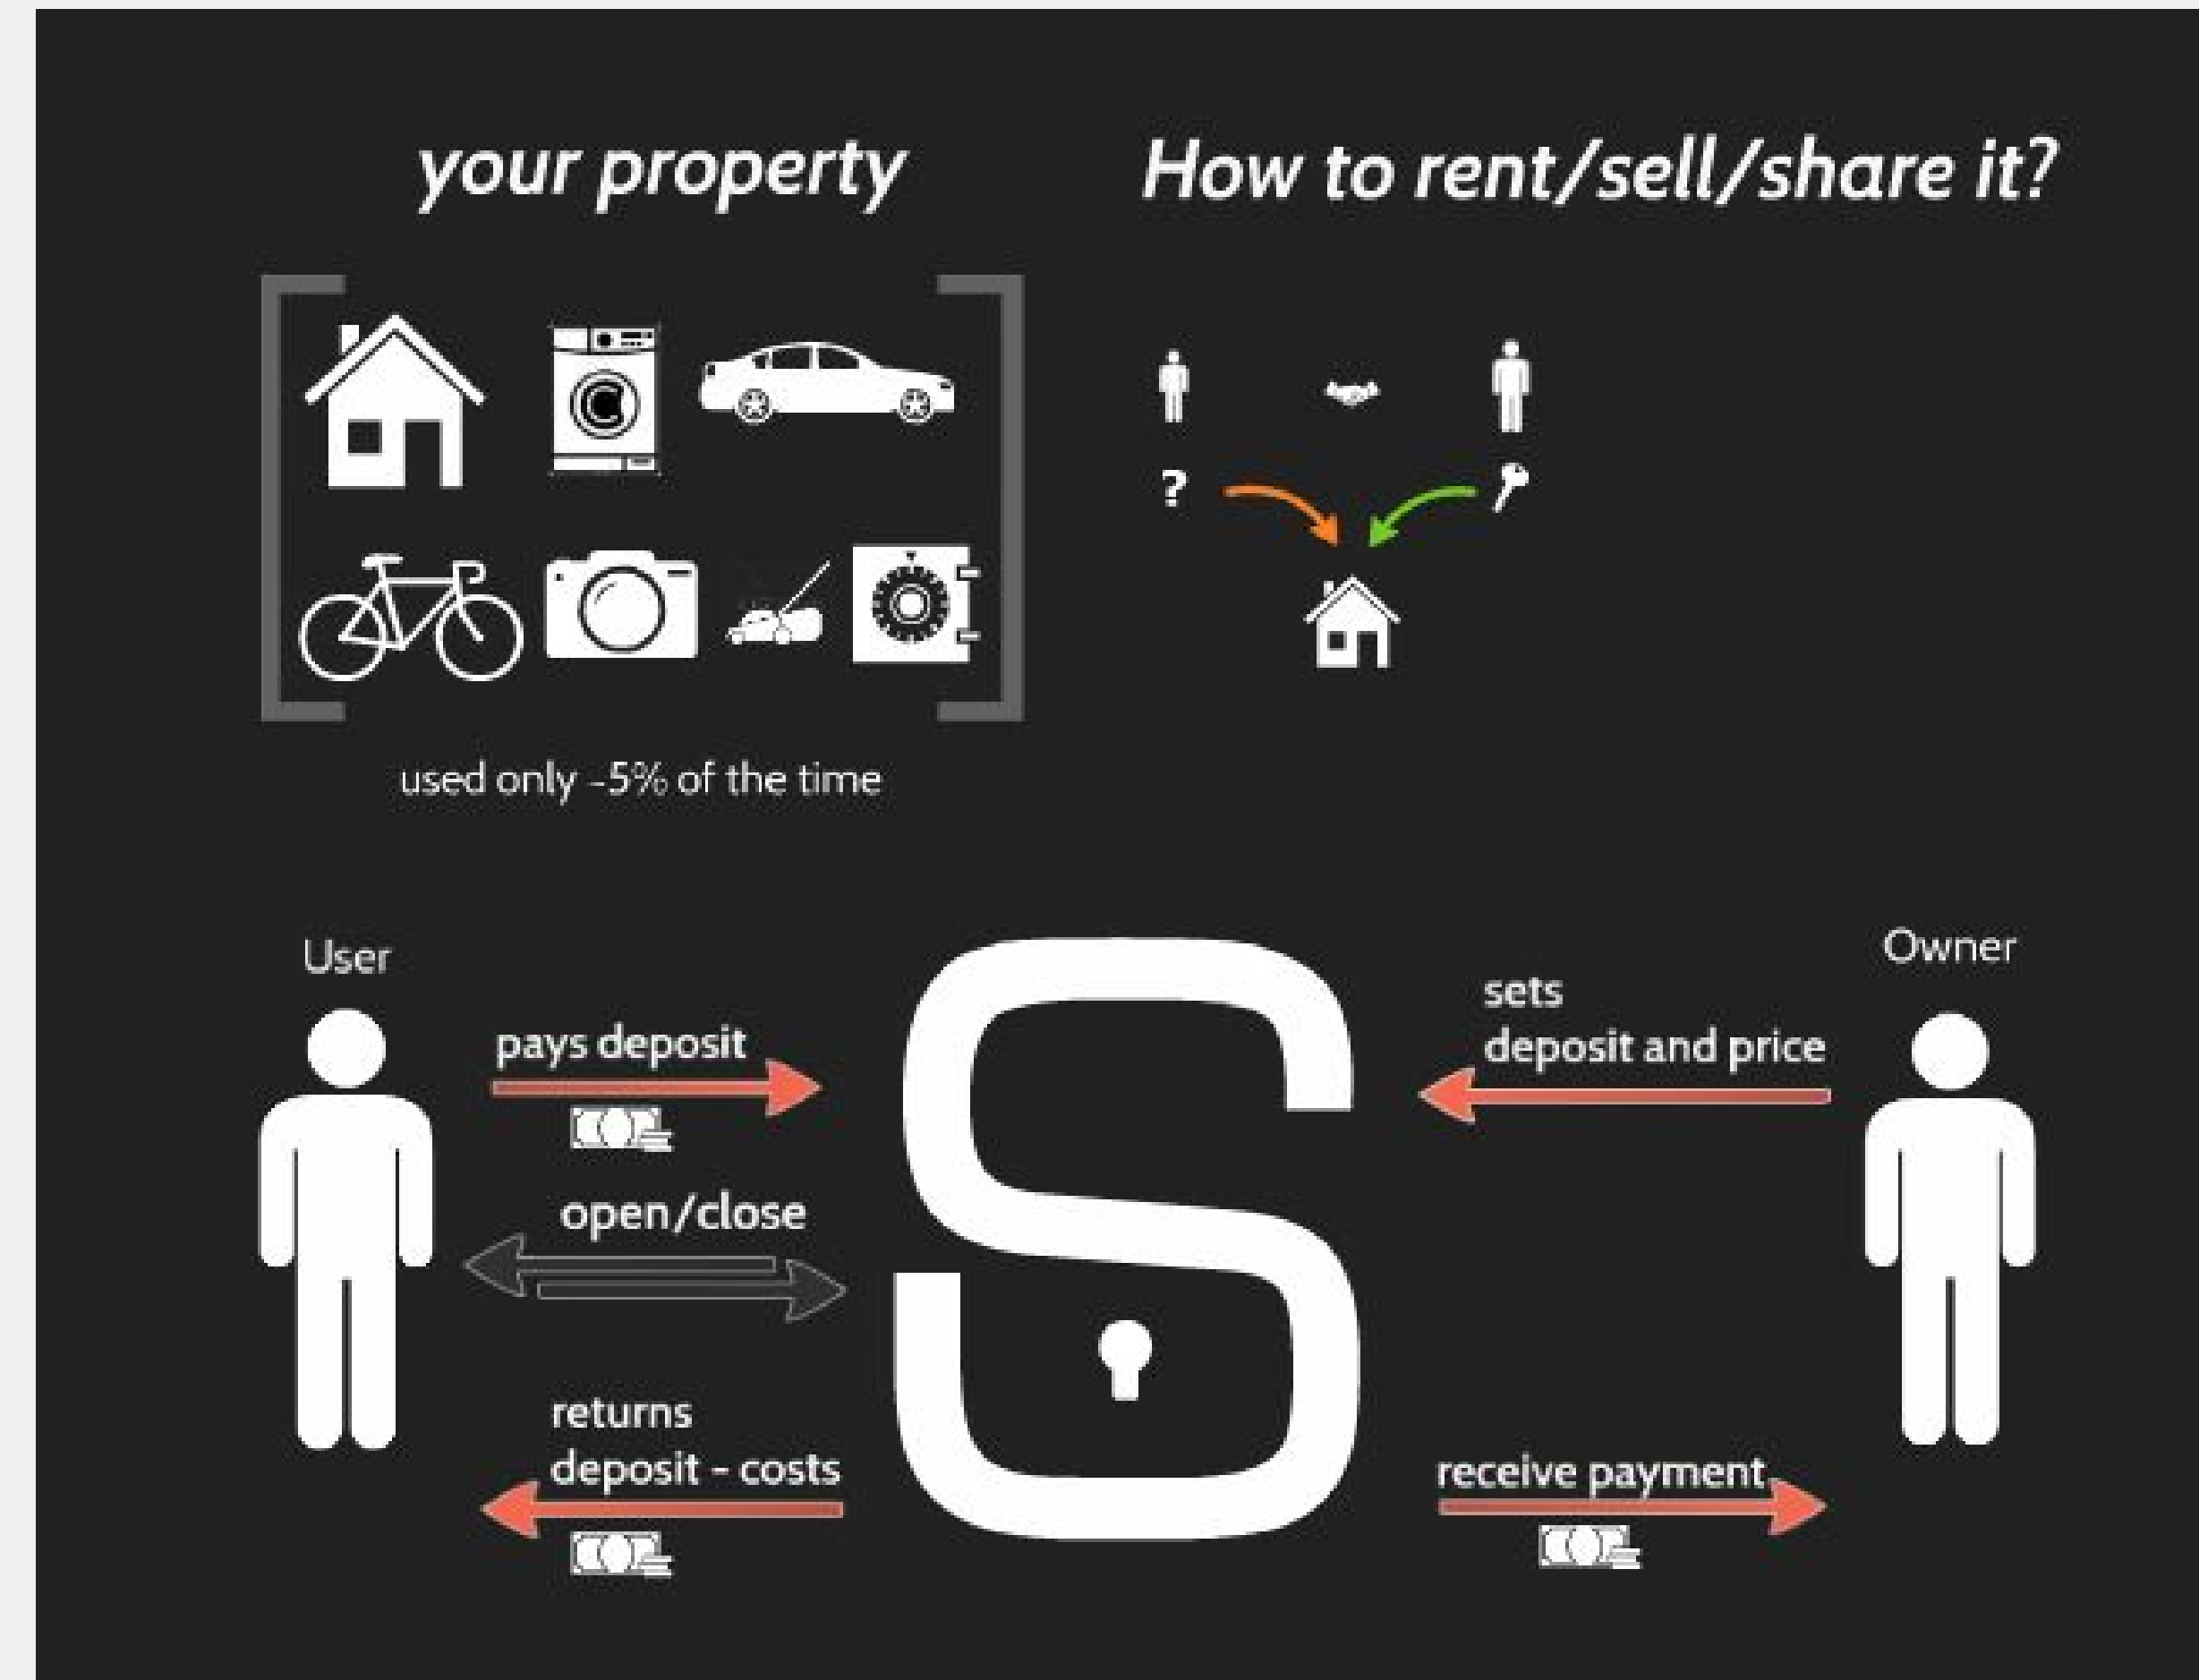 your property
How to rent/sell/share it?
?
used only ~5% of the time
User
Owner
pays deposit
sets
deposit and price
open/close
S
returns
deposit - costs
receive payment